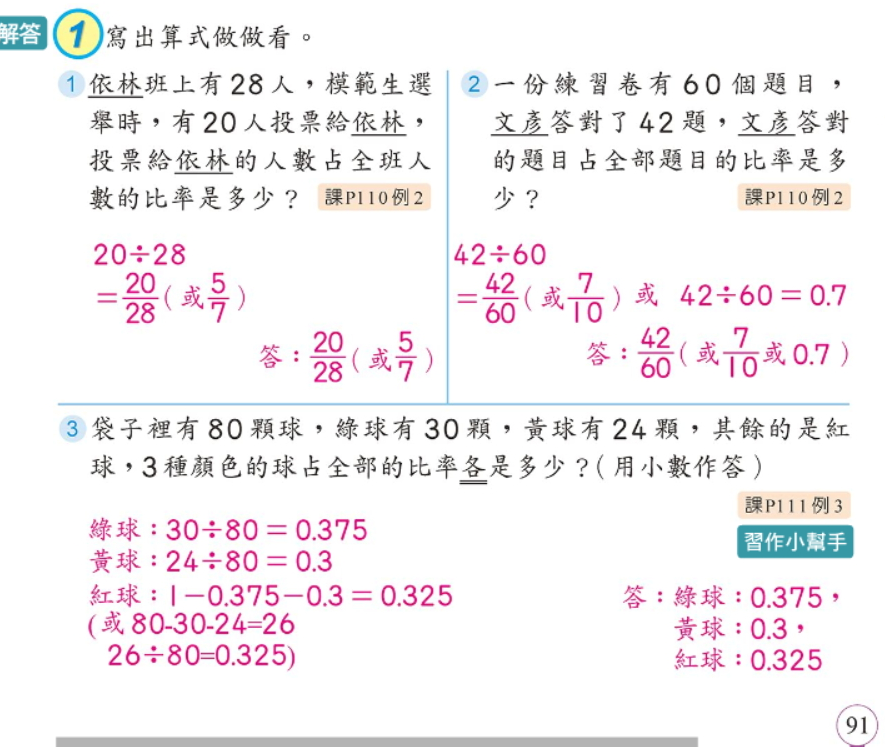 解答 1 寫出算式做做看。
① 依林班上有28人，模範生選
舉時，有20人投票給依林，
投票給依林的人數占全班人
數的比率是多少？ 課P110例2
20÷28
=20/28(或5/7)
答：20/28(或5/7)
② 一份練習卷有60個題目，
文彥答對了42題，文彥答對
的題目占全部題目的比率是多
少？ 課P110例2
42÷60
=42/60(或7/10)或 42÷60=0.7
答：42/60(或7/10或0.7)
③ 袋子裡有80顆球，綠球有30顆，黃球有24顆，其餘的是紅
球，3種顏色的球占全部的比率各是多少？(用小數作答)
課P111例3
習作小幫手
綠球：30÷80=0.375
黃球：24÷80=0.3
紅球：1-0.375-0.3=0.325
(或80-30-24=26
26÷80=0.325)
答：綠球：0.375，
黃球：0.3，
紅球：0.325
91